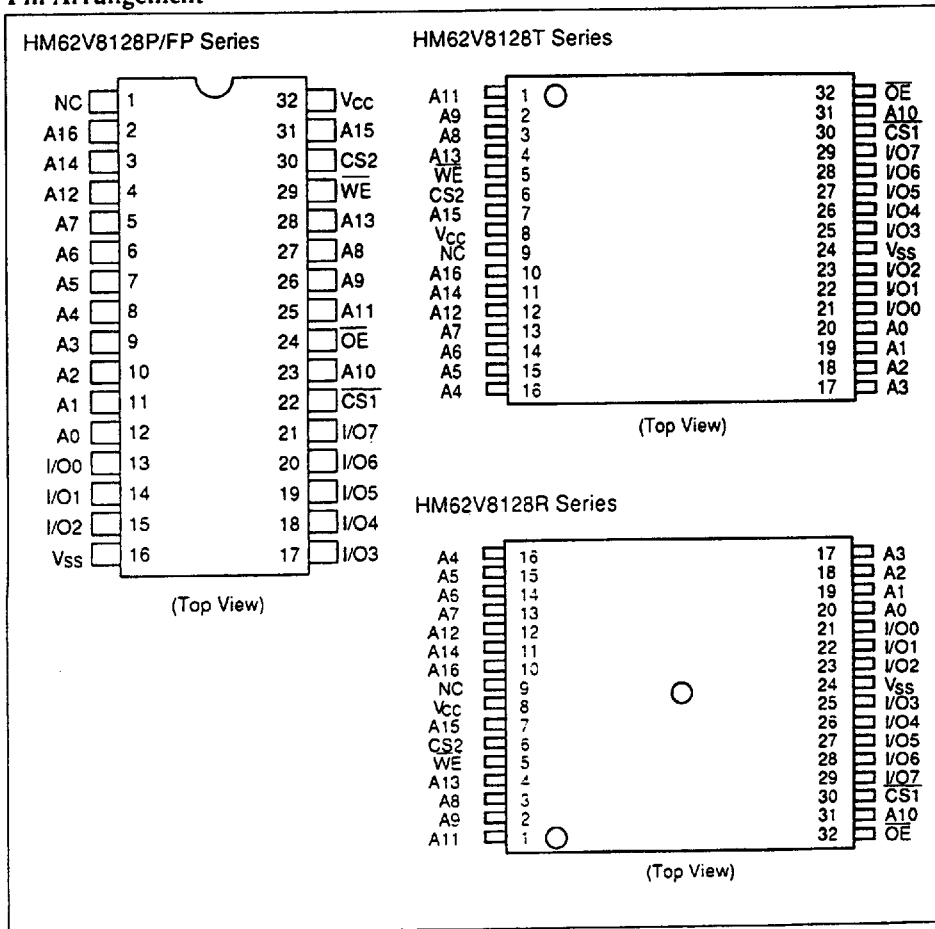 Pin Arrangement
HM62V8128P/FP Series
NC 1 32 VCC
A16 2 31 A15
A14 3 30 CS2
A12 4 29 W̅E̅
A7 5 28 A13
A6 6 27 A8
A5 7 26 A9
A4 8 25 A11
A3 9 24 O̅E̅
A2 10 23 A10
A1 11 22 C̅S̅1̅
A0 12 21 I/O7
I/O0 13 20 I/O6
I/O1 14 19 I/O5
I/O2 15 18 I/O4
VSS 16 17 I/O3
(Top View)
HM62V8128T Series
A11 1 32 O̅E̅
A9 2 31 A10
A8 3 30 C̅S̅1̅
A13 4 29 I/O7
W̅E̅ 5 28 I/O6
CS2 6 27 I/O5
A15 7 26 I/O4
VCC 8 25 I/O3
NC 9 24 VSS
A16 10 23 I/O2
A14 11 22 I/O1
A12 12 21 I/O0
A7 13 20 A0
A6 14 19 A1
A5 15 18 A2
A4 16 17 A3
(Top View)
HM62V8128R Series
A4 16 17 A3
A5 15 18 A2
A6 14 19 A1
A7 13 20 A0
A12 12 21 I/O0
A14 11 22 I/O1
A16 10 23 I/O2
NC 9 24 VSS
VCC 8 25 I/O3
A15 7 26 I/O4
CS2 6 27 I/O5
W̅E̅ 5 28 I/O6
A13 4 29 I/O7
A8 3 30 C̅S̅1̅
A9 2 31 A10
A11 1 32 O̅E̅
(Top View)